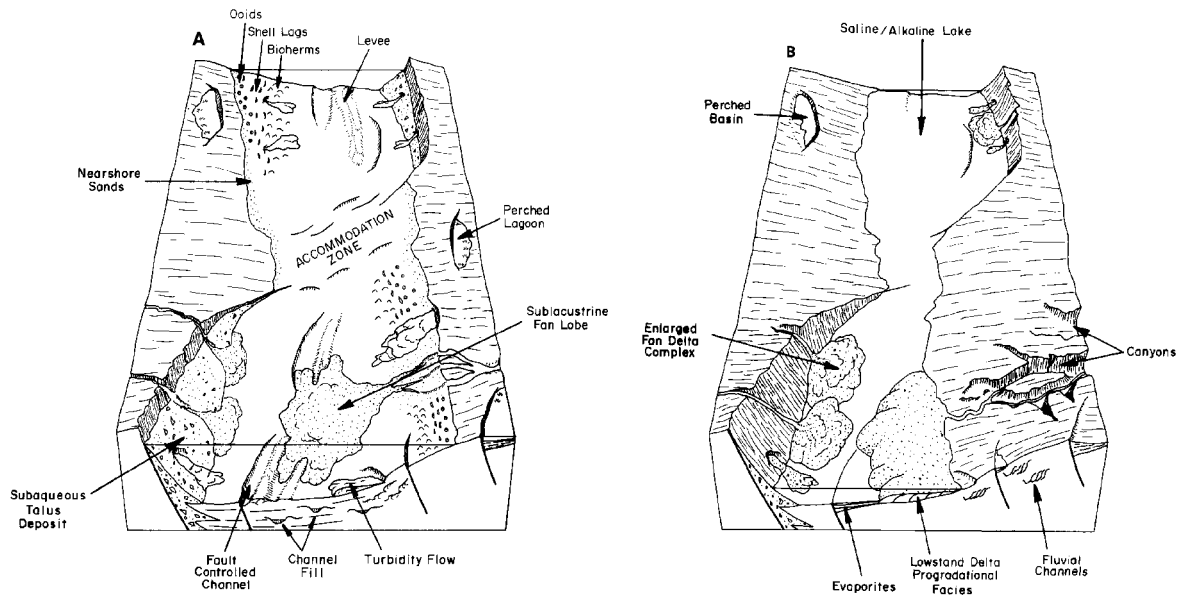 A
Ooids
Shell Lags
Bioherms
Levee
Nearshore
Sands
ACCOMMODATION
ZONE
Perched
Lagoon
Sublacustrine
Fan Lobe
Subaqueous
Talus
Deposit
Fault
Controlled
Channel
Channel
Fill
Turbidity Flow
B
Saline/Alkaline Lake
Perched
Basin
Enlarged
Fan Delta
Complex
Canyons
Evaporites
Lowstand Delta
Progradational
Facies
Fluvial
Channels